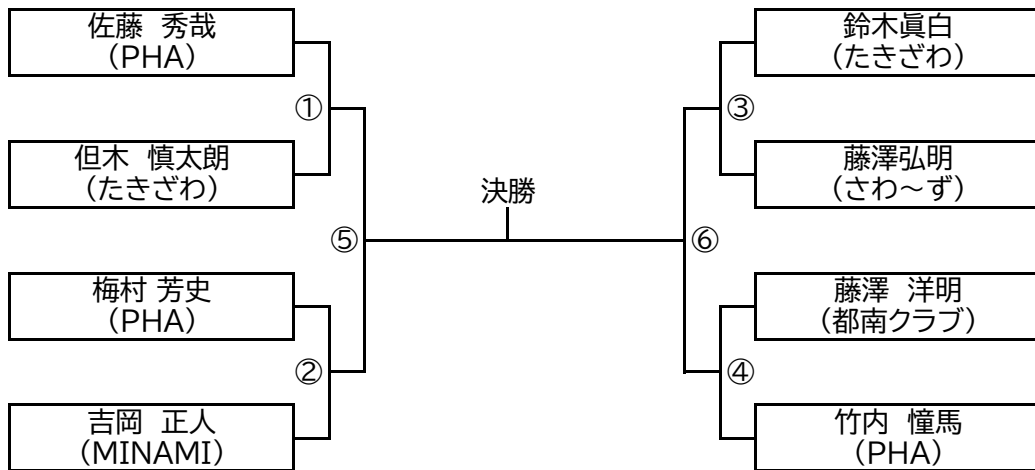 佐藤　秀哉
（PHA）
①
但木　慎太朗
（たきざわ）
⑤
梅村 芳史
（PHA）
②
吉岡　正人
（MINAMI）
決勝
鈴木眞白
（たきざわ）
③
藤澤弘明
（さわ～ず）
⑥
藤澤　洋明
（都南クラブ）
④
竹内　憧馬
（PHA）